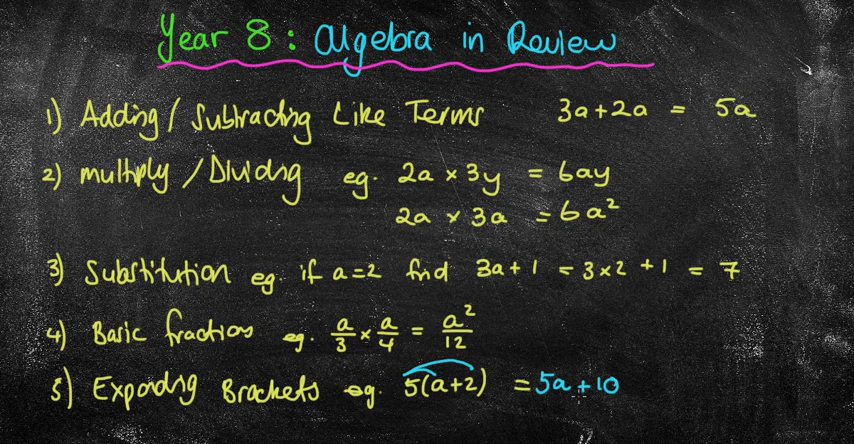 Year 8 : Algebra in Review
1) Adding / Subtracting Like Terms 3a+2a = 5a
2) Multiply / Dividing eg. 2a × 3y = 6ay
2a × 3a = 6a²
3) Substitution eg. if a=2 find 3a+1 = 3×2 +1 = 7
4) Basic fractions eg. a/3 × a/4 = a²/12
5) Expanding Brackets eg. 5(a+2) = 5a+10